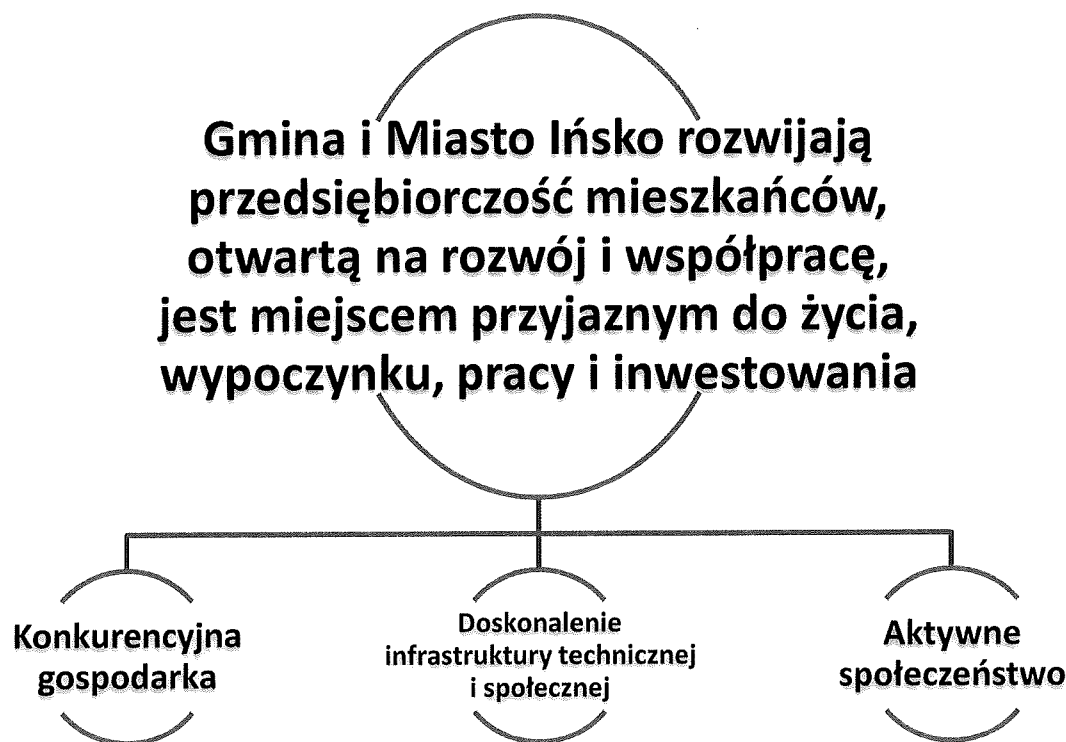 Gmina i Miasto Ińsko rozwijają
przedsiębiorczość mieszkańców,
otwartą na rozwój i współpracę,
jest miejscem przyjaznym do życia,
wypoczynku, pracy i inwestowania
Konkurencyjna
gospodarka
Doskonalenie
infrastruktury technicznej
i społecznej
Aktywne
społeczeństwo